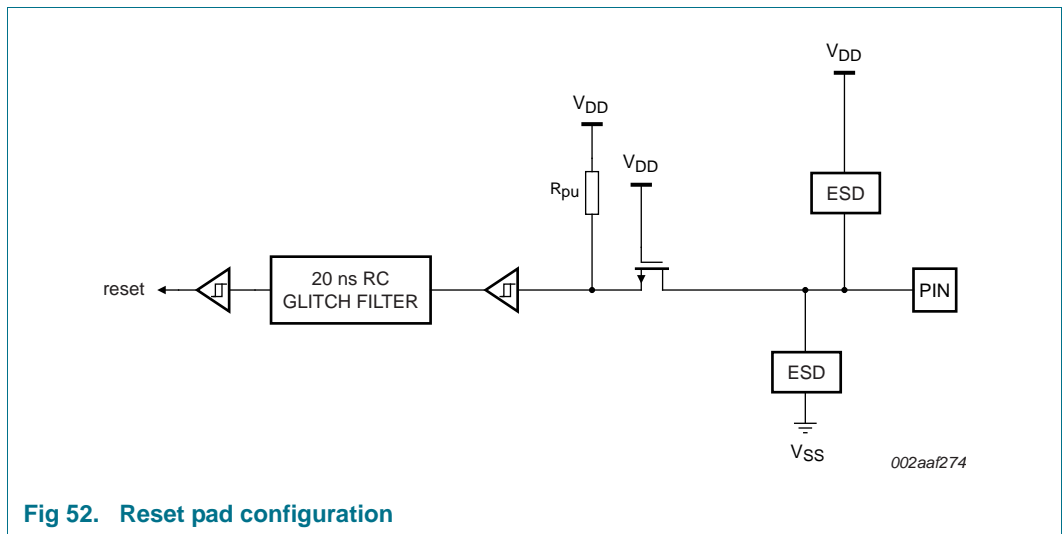 VDD
VDD
VDD
Rpu
ESD
20 ns RC
GLITCH FILTER
reset
PIN
ESD
VSS
002aaf274
Fig 52. Reset pad configuration